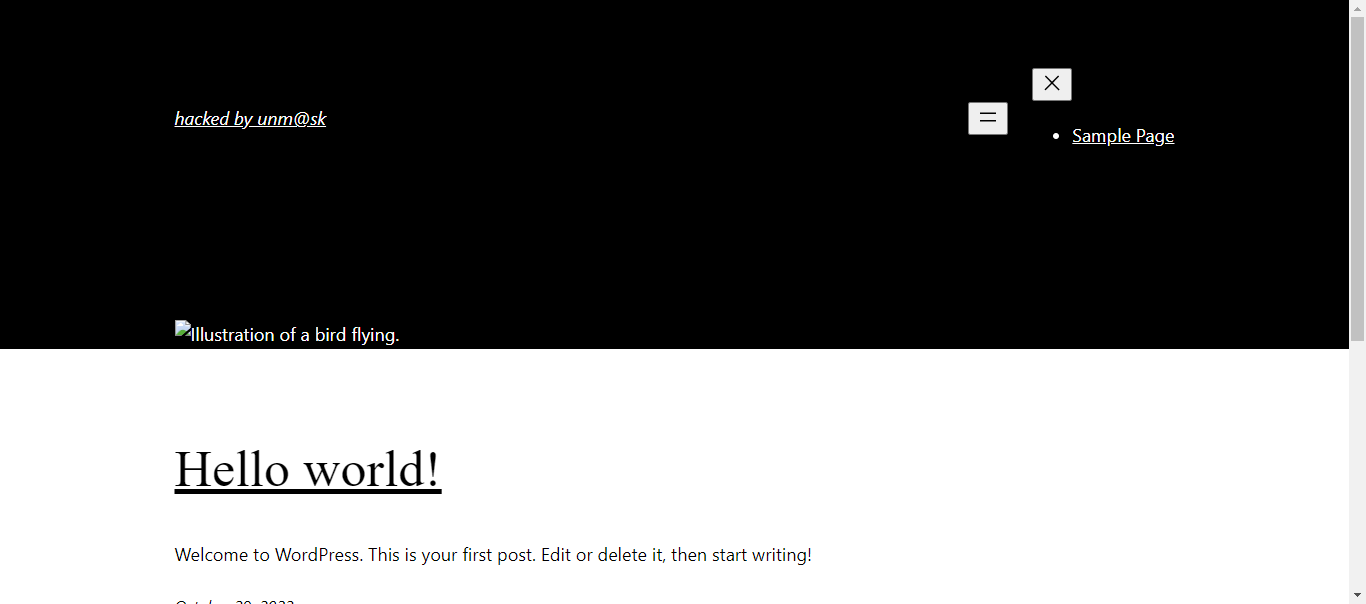 hacked by unm@sk
Sample Page
Illustration of a bird flying.
Hello world!
Welcome to WordPress. This is your first post. Edit or delete it, then start writing!